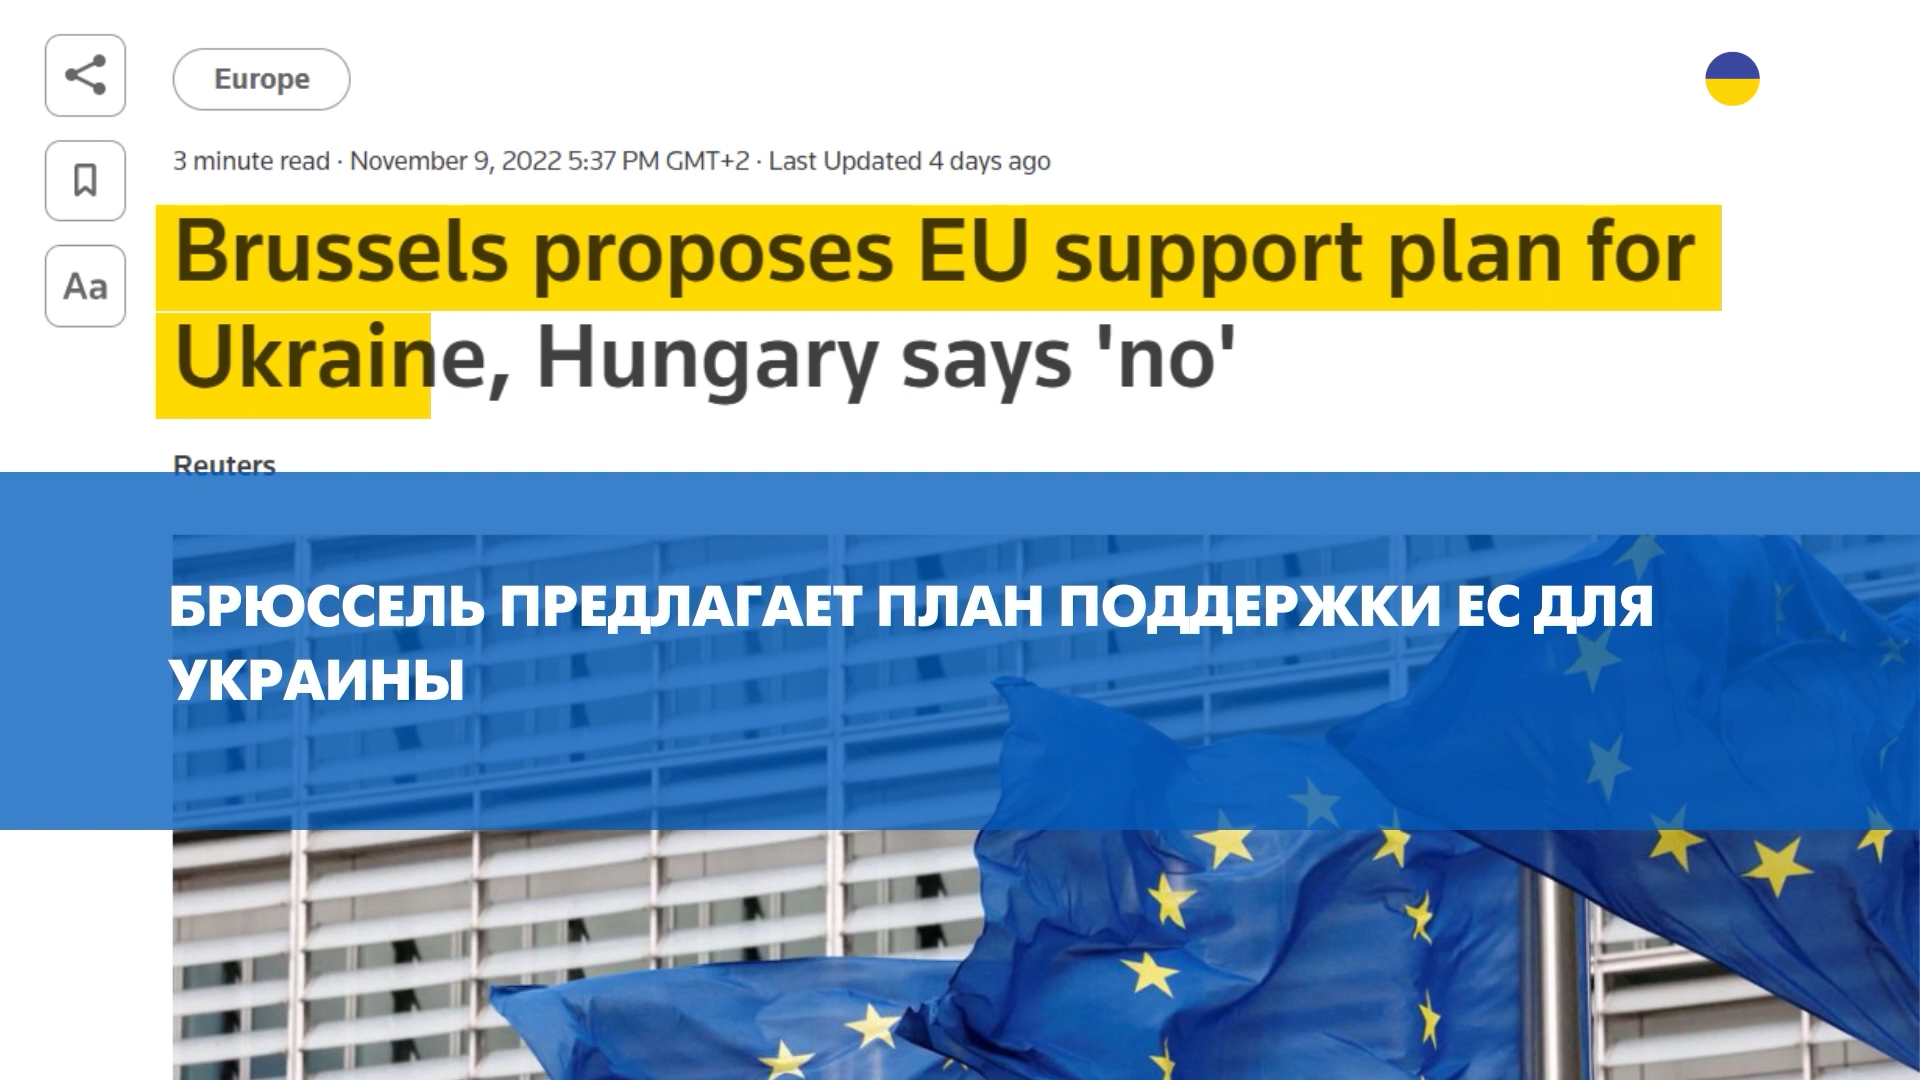 Europe
3 minute read · November 9, 2022 5:37 PM GMT+2 · Last Updated 4 days ago
Aa
Brussels proposes EU support plan for
Ukraine, Hungary says 'no'
Reuters
БРЮССЕЛЬ ПРЕДЛАГАЕТ ПЛАН ПОДДЕРЖКИ ЕС ДЛЯ
УКРАИНЫ